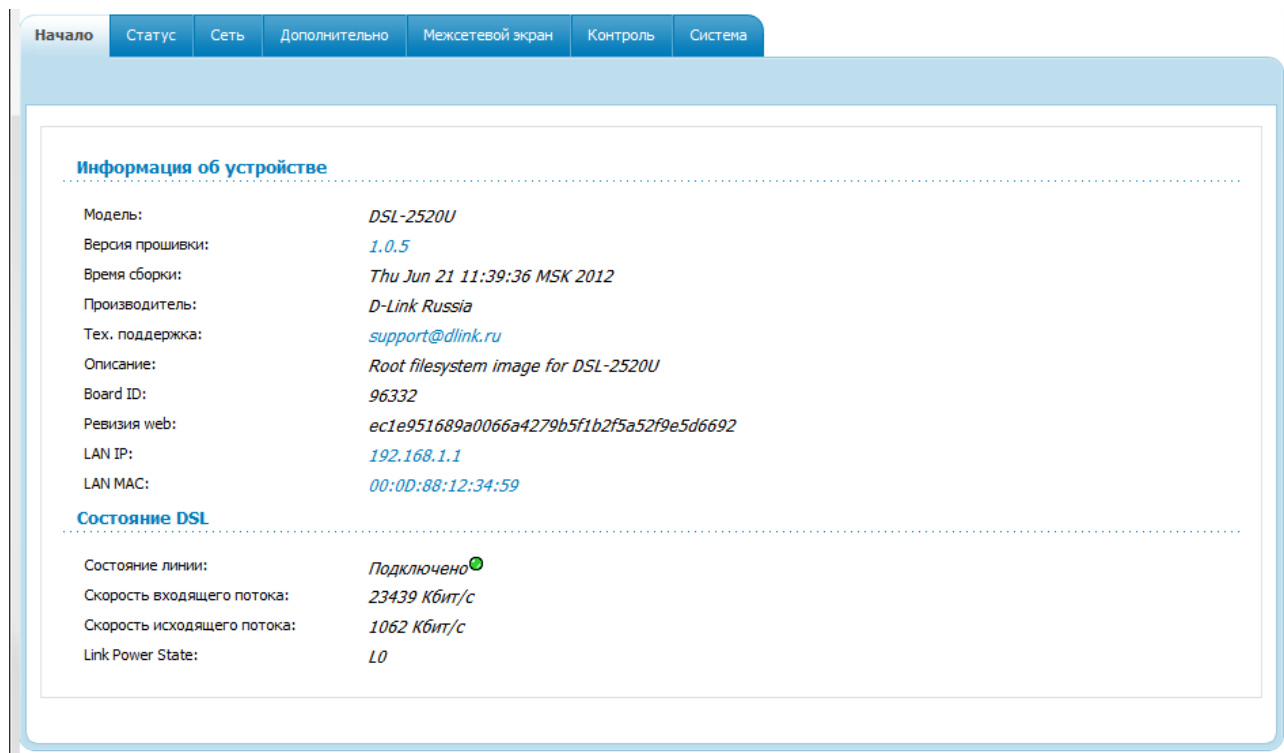 Начало Статус Сеть Дополнительно Межсетевой экран Контроль Система
Информация об устройстве
Модель: DSL-2520U
Версия прошивки: 1.0.5
Время сборки: Thu Jun 21 11:39:36 MSK 2012
Производитель: D-Link Russia
Тех. поддержка: support@dlink.ru
Описание: Root filesystem image for DSL-2520U
Board ID: 96332
Ревизия web: ec1e951689a0066a4279b5f1b2f5a52f9e5d6692
LAN IP: 192.168.1.1
LAN MAC: 00:0D:88:12:34:59
Состояние DSL
Состояние линии: Подключено
Скорость входящего потока: 23439 Кбит/с
Скорость исходящего потока: 1062 Кбит/с
Link Power State: L0